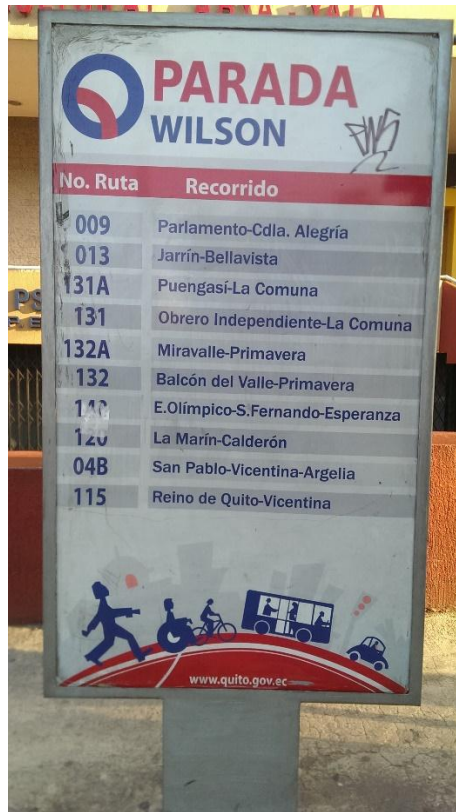 PARADA
WILSON
No. Ruta Recorrido
009 Parlamento-Cdla. Alegría
013 Jarrín-Bellavista
131A Puengasí-La Comuna
131 Obrero Independiente-La Comuna
132A Miravalle-Primavera
132 Balcón del Valle-Primavera
E.Olímpico-S.Fernando-Esperanza
120 La Marín-Calderón
04B San Pablo-Vicentina-Argelia
115 Reino de Quito-Vicentina
www.quito.gov.ec